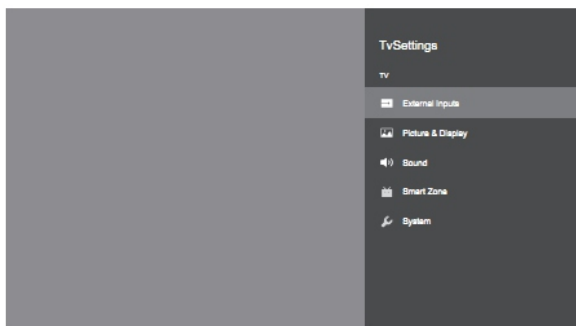 TvSettings
TV
External Inputs
Picture & Display
Sound
Smart Zone
System